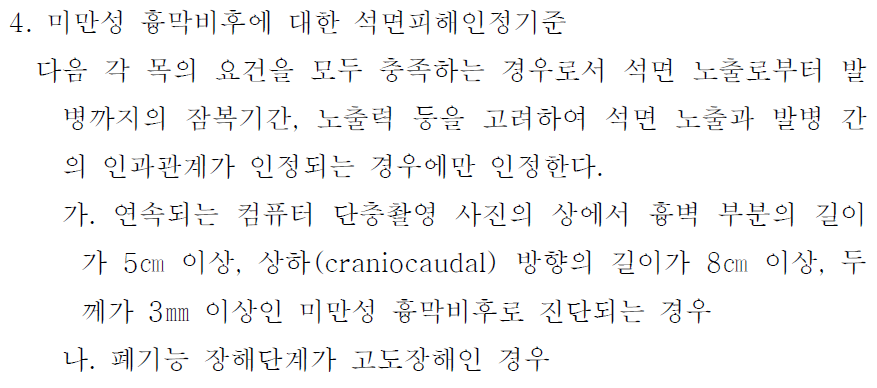 4. 미만성 흉막비후에 대한 석면피해인정기준
다음 각 목의 요건을 모두 충족하는 경우로서 석면 노출로부터 발
병까지의 잠복기간, 노출력 등을 고려하여 석면 노출과 발병 간
의 인과관계가 인정되는 경우에만 인정한다.
가. 연속되는 컴퓨터 단층촬영 사진의 상에서 흉벽 부분의 길이
가 5㎝ 이상, 상하(craniocaudal) 방향의 길이가 8㎝ 이상, 두
께가 3㎜ 이상인 미만성 흉막비후로 진단되는 경우
나. 폐기능 장해단계가 고도장해인 경우